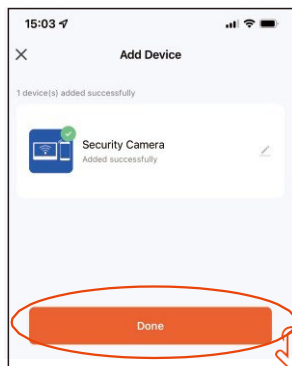 15:03
Add Device
1 device(s) added successfully
Security Camera
Added successfully
Done